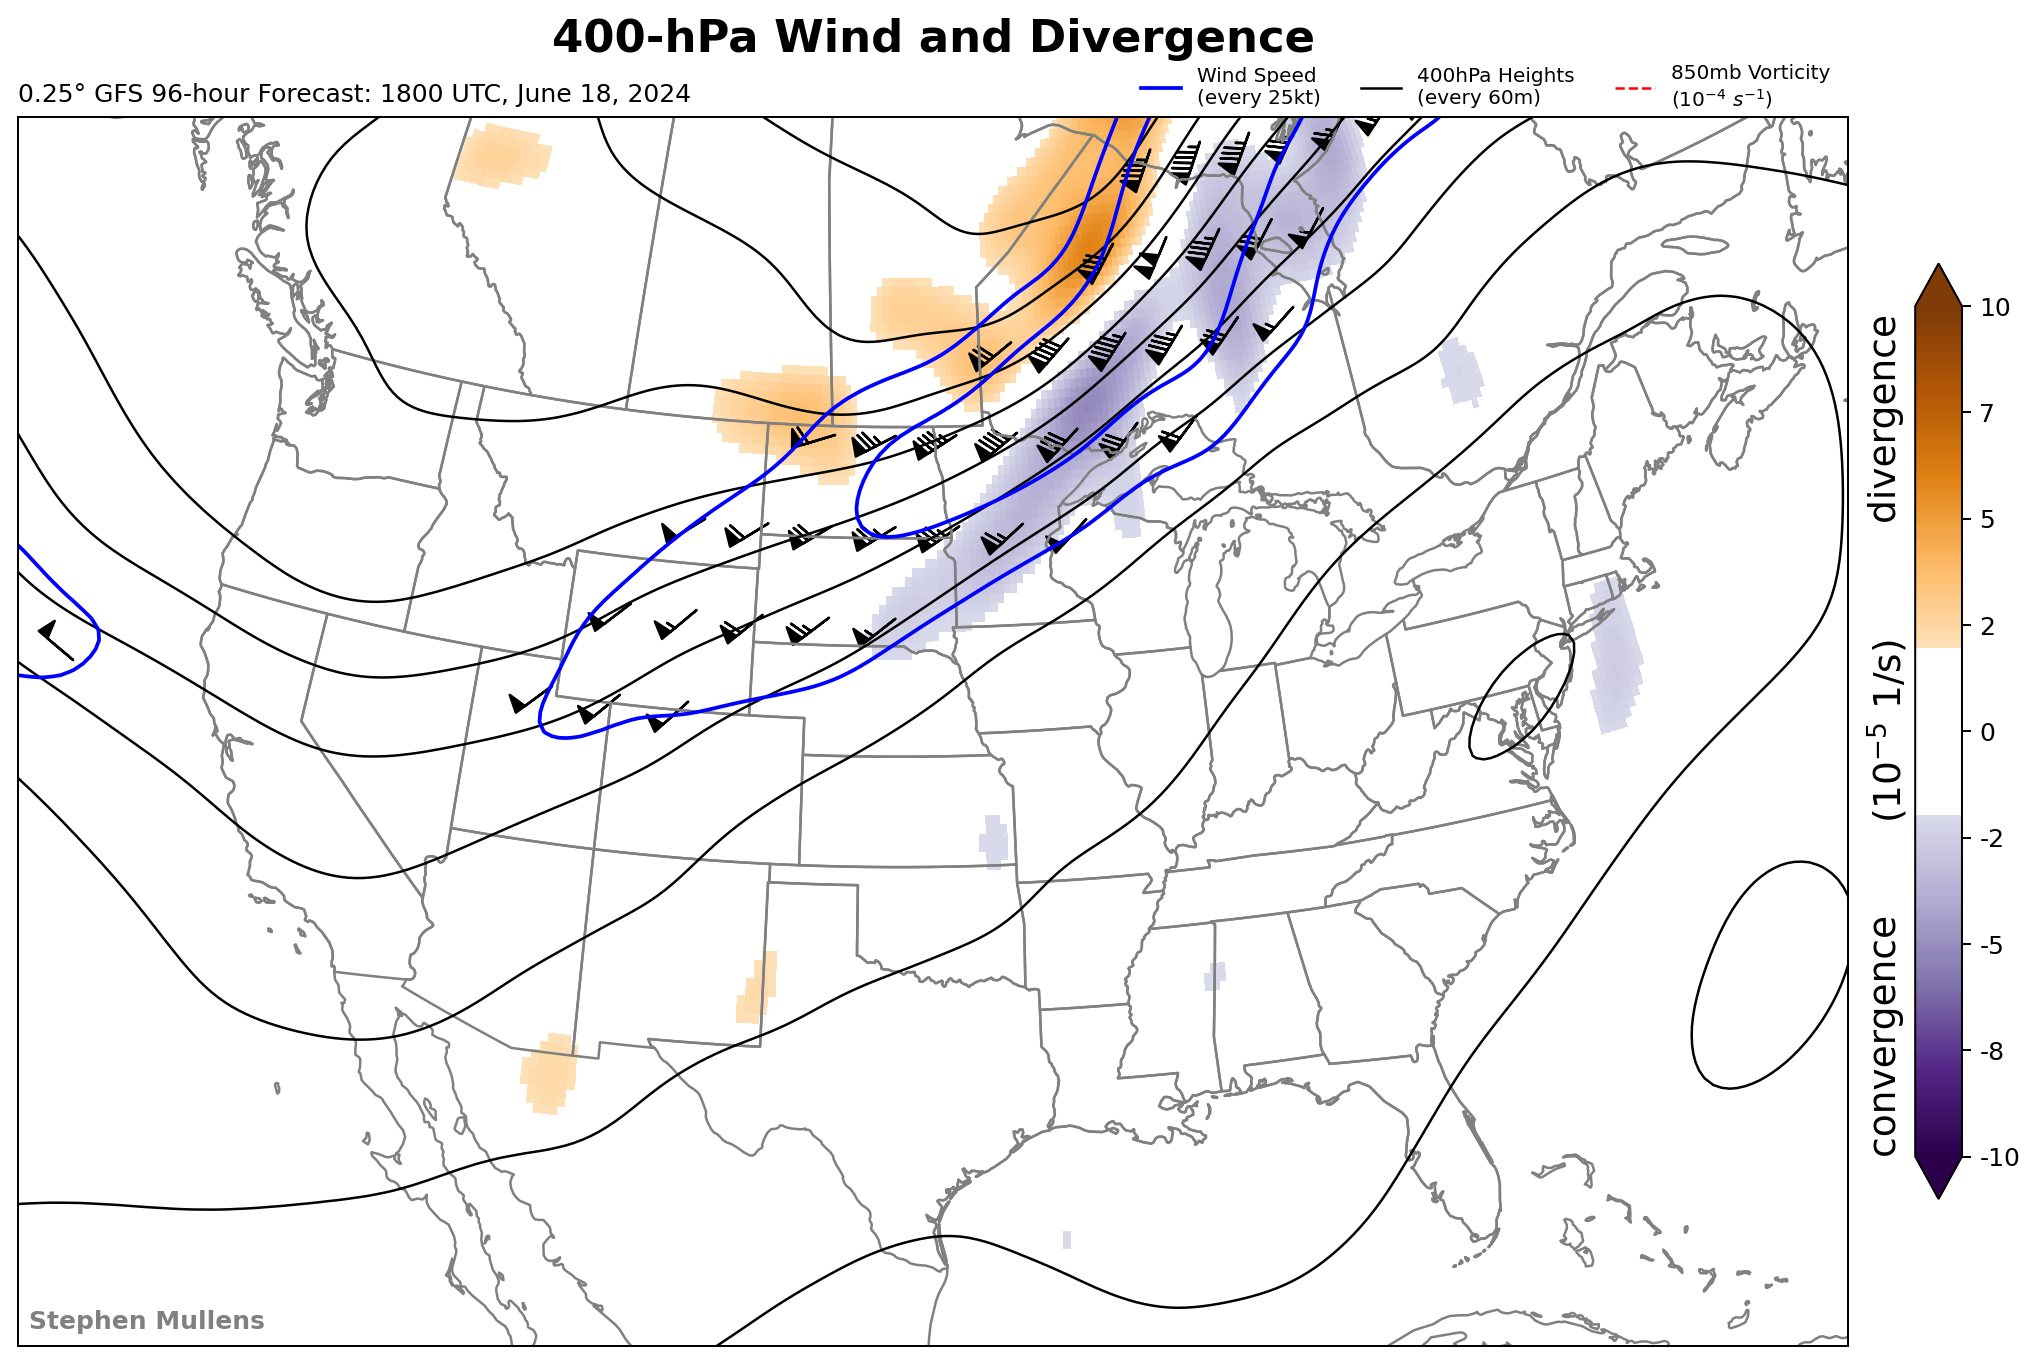 400-hPa Wind and Divergence
0.25° GFS 96-hour Forecast: 1800 UTC, June 18, 2024
Wind Speed
(every 25kt)
400hPa Heights
(every 60m)
850mb Vorticity
(10⁻⁴ s⁻¹)
10
7
5
2
0
-2
-5
-8
-10
convergence (10⁻⁵ 1/s) divergence
Stephen Mullens